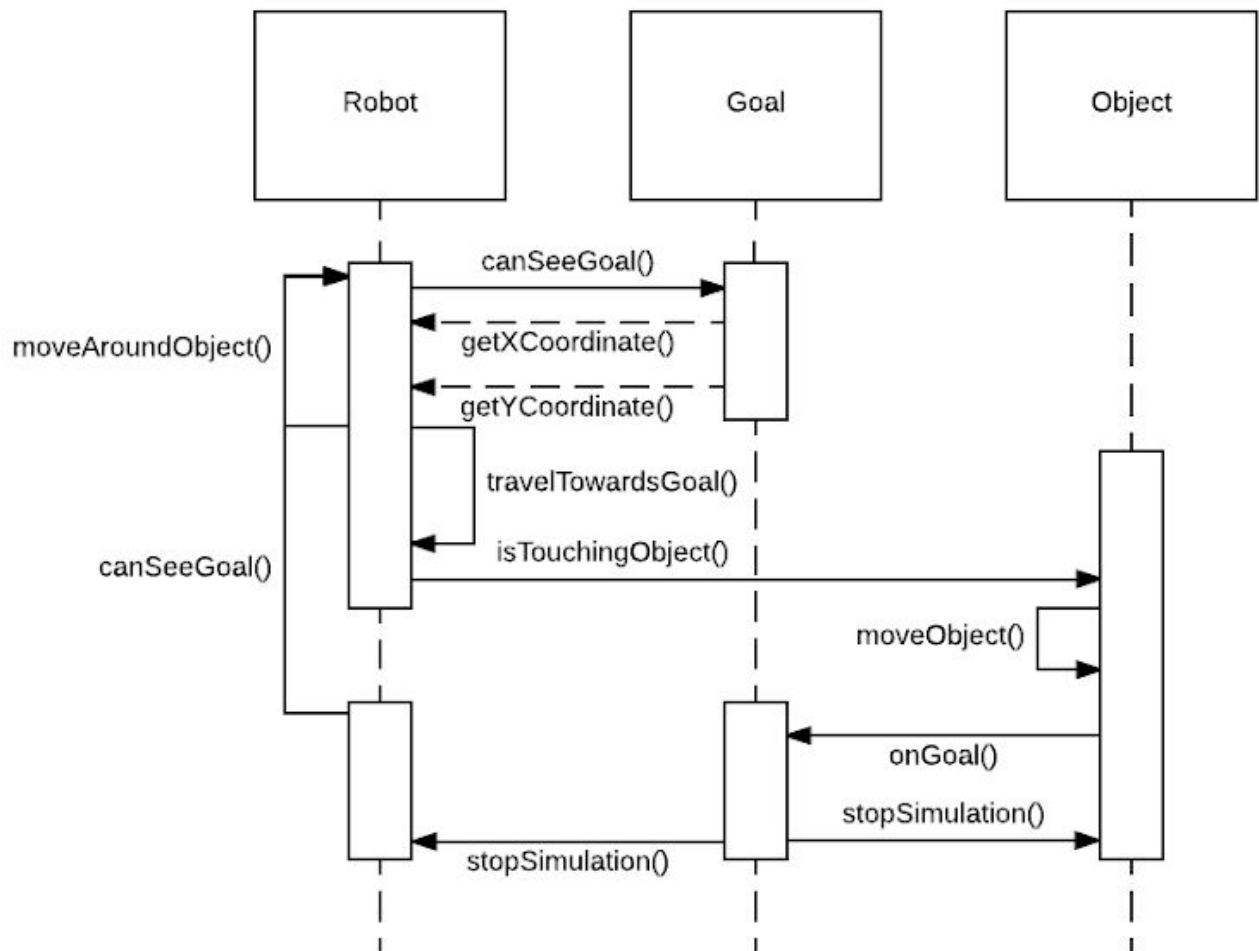 Robot
Goal
Object
canSeeGoal()
getXCoordinate()
moveAroundObject()
getYCoordinate()
travelTowardsGoal()
isTouchingObject()
canSeeGoal()
moveObject()
onGoal()
stopSimulation()
stopSimulation()